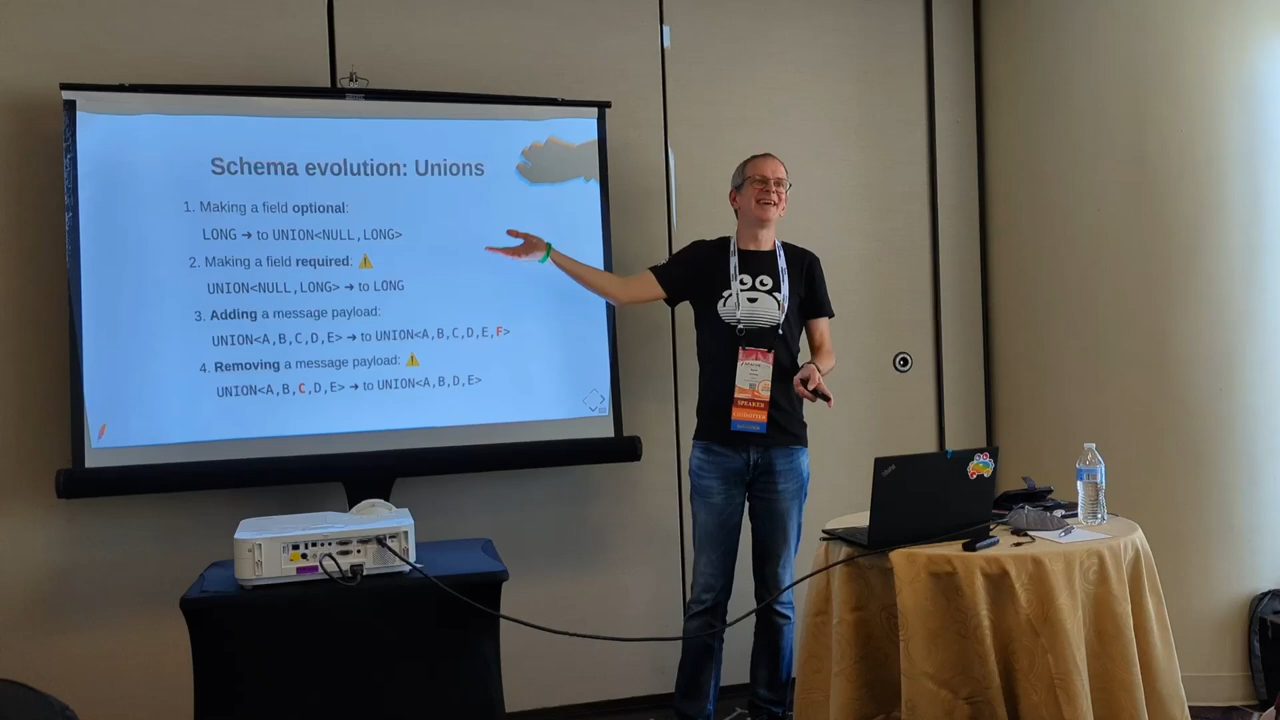 Schema evolution: Unions
1. Making a field optional:
LONG ➔ to UNION<NULL,LONG>
2. Making a field required: ⚠️
UNION<NULL,LONG> ➔ to LONG
3. Adding a message payload:
UNION<A,B,C,D,E> ➔ to UNION<A,B,C,D,E,F>
4. Removing a message payload: ⚠️
UNION<A,B,C,D,E> ➔ to UNION<A,B,D,E>
SPEAKER
COMMITTER